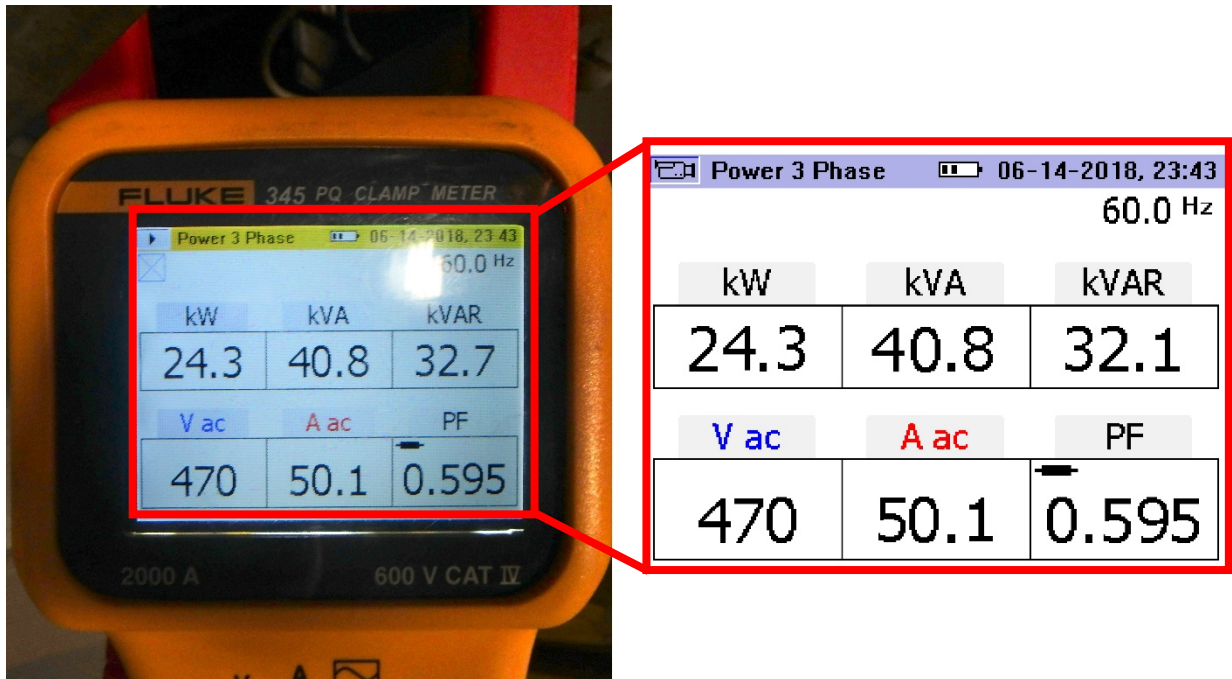 FLUKE 345 PQ CLAMP METER
Power 3 Phase 06-14-2018, 23 43
60.0 Hz
kW kVA kVAR
24.3 40.8 32.7
V ac A ac PF
470 50.1 0.595
2000 A 600 V CAT IV
Power 3 Phase 06-14-2018, 23:43
60.0 Hz
kW kVA kVAR
24.3 40.8 32.1
V ac A ac PF
470 50.1 0.595